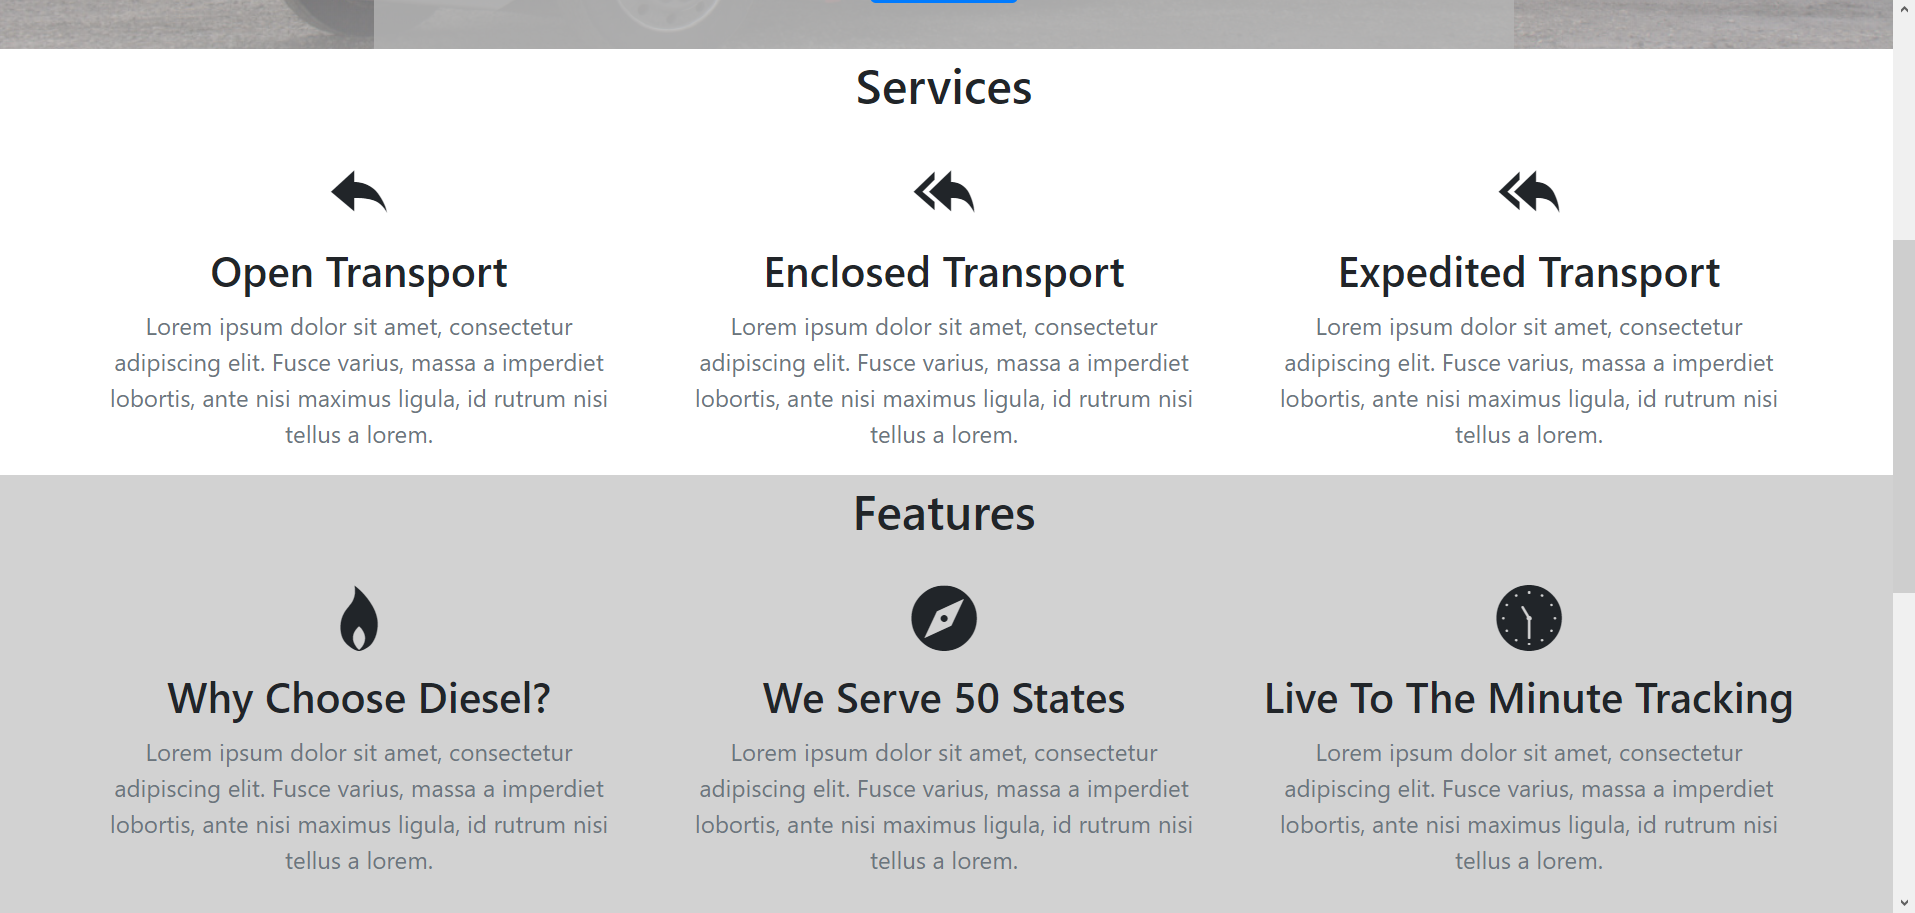 Services
Open Transport
Lorem ipsum dolor sit amet, consectetur
adipiscing elit. Fusce varius, massa a imperdiet
lobortis, ante nisi maximus ligula, id rutrum nisi
tellus a lorem.
Enclosed Transport
Lorem ipsum dolor sit amet, consectetur
adipiscing elit. Fusce varius, massa a imperdiet
lobortis, ante nisi maximus ligula, id rutrum nisi
tellus a lorem.
Expedited Transport
Lorem ipsum dolor sit amet, consectetur
adipiscing elit. Fusce varius, massa a imperdiet
lobortis, ante nisi maximus ligula, id rutrum nisi
tellus a lorem.
Features
Why Choose Diesel?
Lorem ipsum dolor sit amet, consectetur
adipiscing elit. Fusce varius, massa a imperdiet
lobortis, ante nisi maximus ligula, id rutrum nisi
tellus a lorem.
We Serve 50 States
Lorem ipsum dolor sit amet, consectetur
adipiscing elit. Fusce varius, massa a imperdiet
lobortis, ante nisi maximus ligula, id rutrum nisi
tellus a lorem.
Live To The Minute Tracking
Lorem ipsum dolor sit amet, consectetur
adipiscing elit. Fusce varius, massa a imperdiet
lobortis, ante nisi maximus ligula, id rutrum nisi
tellus a lorem.